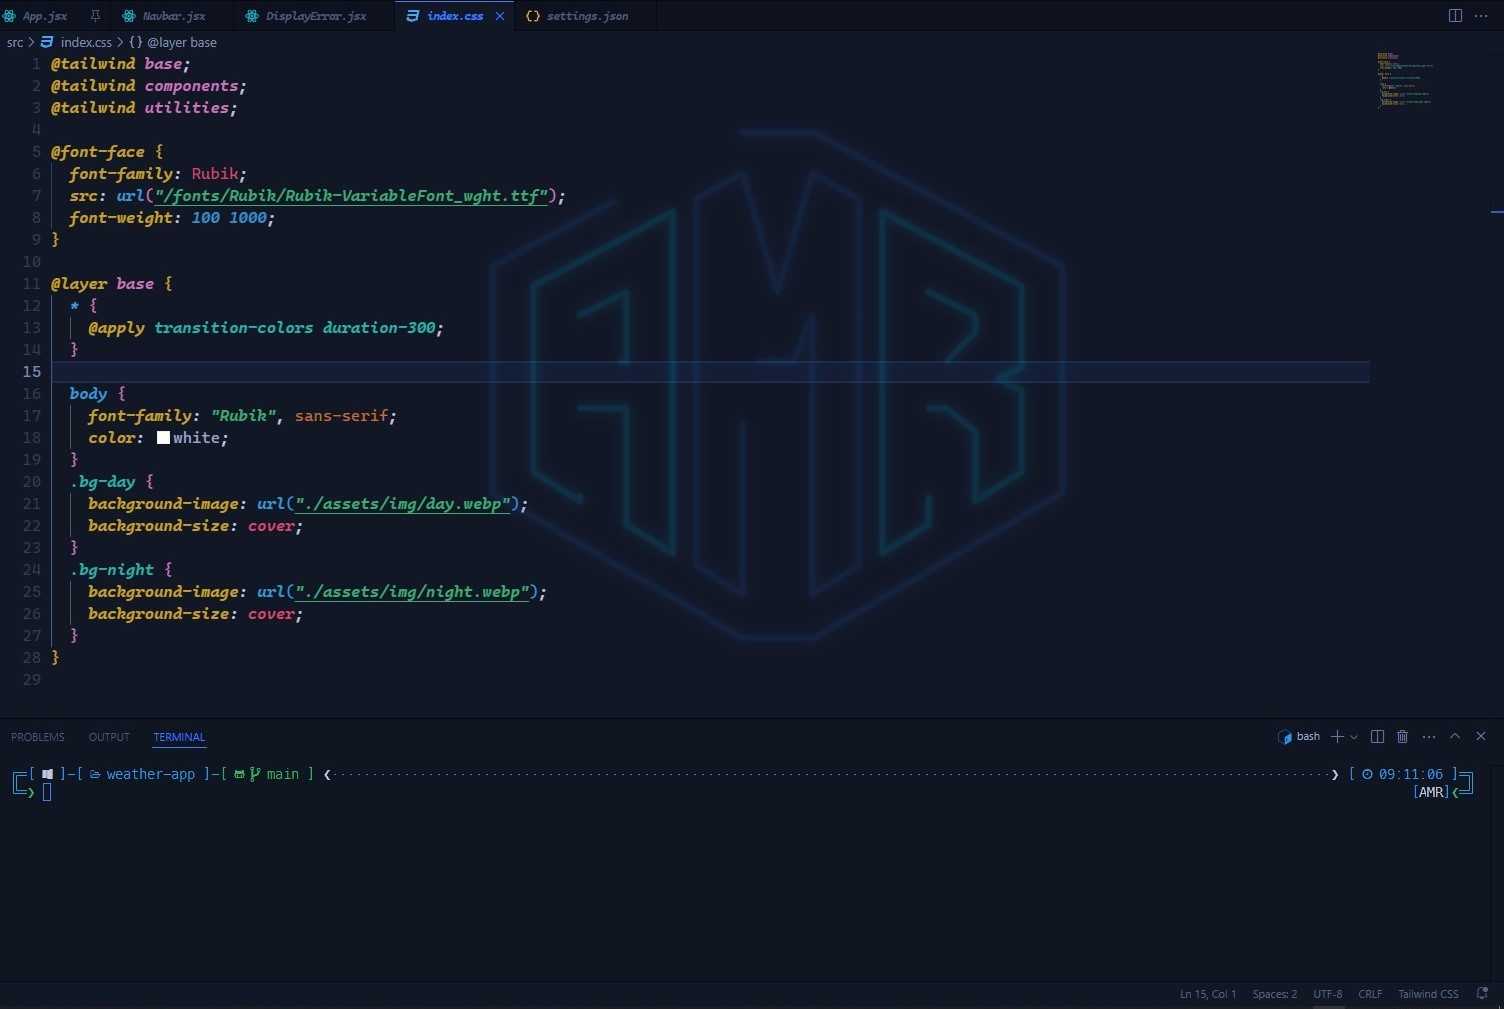 App.jsx Navbar.jsx DisplayError.jsx index.css settings.json
src > index.css > {} @layer base
1 @tailwind base;
2 @tailwind components;
3 @tailwind utilities;
4
5 @font-face {
6 font-family: Rubik;
7 src: url("/fonts/Rubik/Rubik-VariableFont_wght.ttf");
8 font-weight: 100 1000;
9 }
10
11 @layer base {
12 * {
13 @apply transition-colors duration-300;
14 }
15
16 body {
17 font-family: "Rubik", sans-serif;
18 color: white;
19 }
20 .bg-day {
21 background-image: url("./assets/img/day.webp");
22 background-size: cover;
23 }
24 .bg-night {
25 background-image: url("./assets/img/night.webp");
26 background-size: cover;
27 }
28 }
29
AMR
PROBLEMS OUTPUT TERMINAL bash
[ ]-[ weather-app ]-[ main ] [ 09:11:06 ]
[AMR]
Ln 15, Col 1 Spaces: 2 UTF-8 CRLF Tailwind CSS